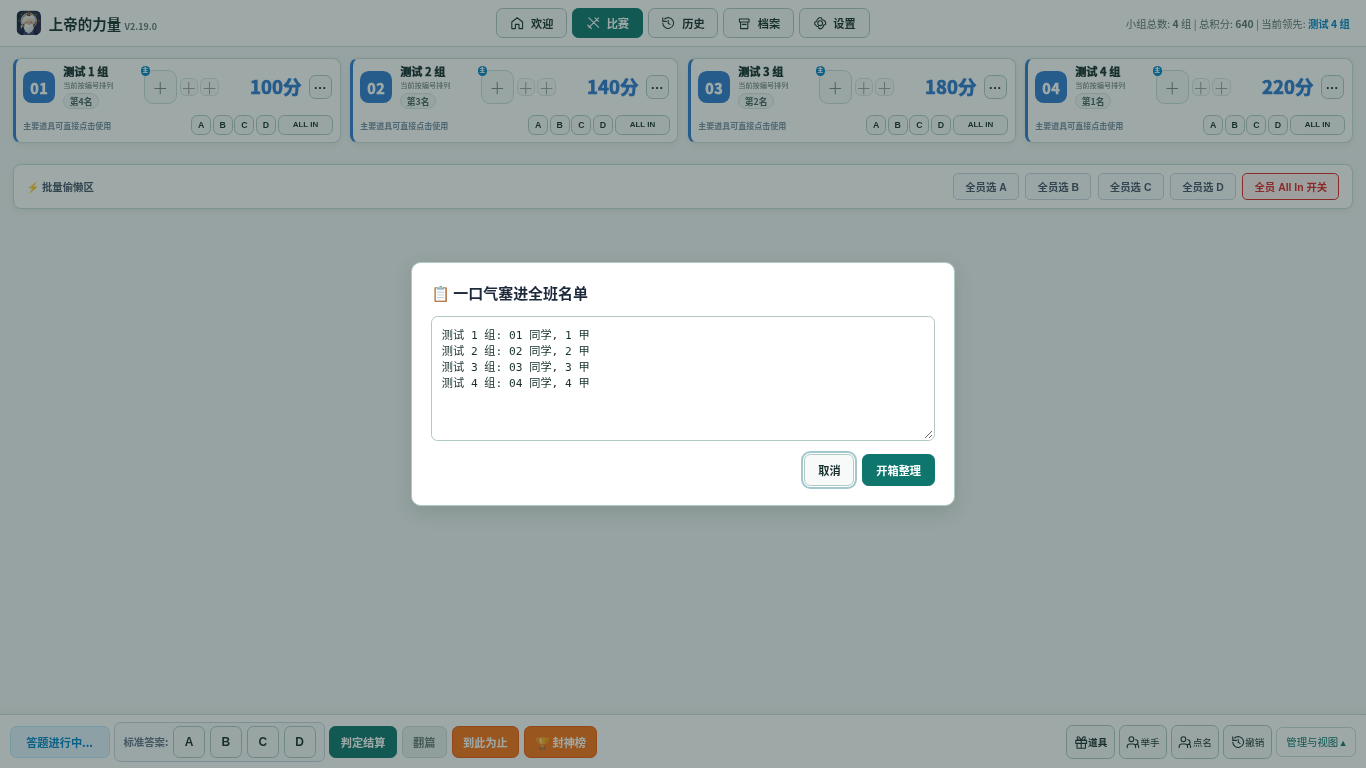 上帝的力量 V2.19.0
欢迎
比赛
历史
档案
设置
小组总数: 4 组 | 总积分: 640 | 当前领先: 测试 4 组
01
测试 1 组
当前按编号排列
第4名
主
100分
主要道具可直接点击使用
A B C D ALL IN
02
测试 2 组
当前按编号排列
第3名
主
140分
主要道具可直接点击使用
A B C D ALL IN
03
测试 3 组
当前按编号排列
第2名
主
180分
主要道具可直接点击使用
A B C D ALL IN
04
测试 4 组
当前按编号排列
第1名
主
220分
主要道具可直接点击使用
A B C D ALL IN
⚡ 批量偷懒区
全员选 A
全员选 B
全员选 C
全员选 D
全员 All In 开关
📋 一口气塞进全班名单
测试 1 组: 01 同学, 1 甲
测试 2 组: 02 同学, 2 甲
测试 3 组: 03 同学, 3 甲
测试 4 组: 04 同学, 4 甲
取消
开箱整理
答题进行中...
标准答案: A B C D
判定结算
翻篇
到此为止
🏆 封神榜
道具
举手
点名
撤销
管理与视图 ▴